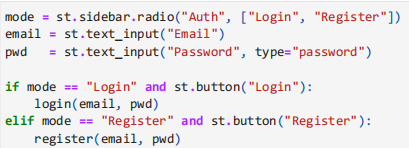 mode = st.sidebar.radio("Auth", ["Login", "Register"])
email = st.text_input("Email")
pwd   = st.text_input("Password", type="password")

if mode == "Login" and st.button("Login"):
    login(email, pwd)
elif mode == "Register" and st.button("Register"):
    register(email, pwd)